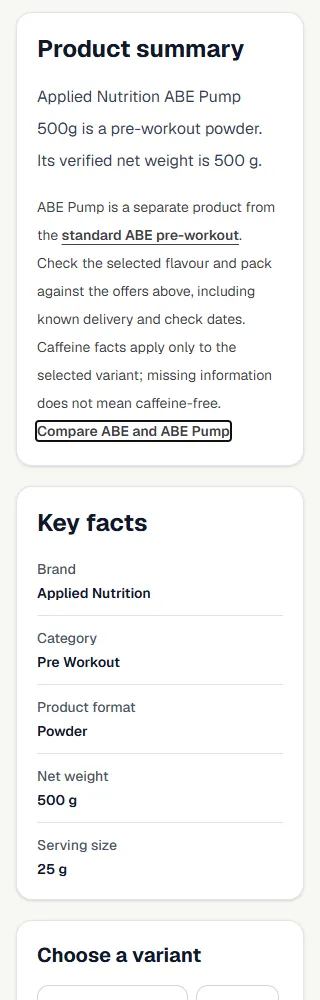 Product summary
Applied Nutrition ABE Pump
500g is a pre-workout powder.
Its verified net weight is 500 g.
ABE Pump is a separate product from
the standard ABE pre-workout.
Check the selected flavour and pack
against the offers above, including
known delivery and check dates.
Caffeine facts apply only to the
selected variant; missing information
does not mean caffeine-free.
Compare ABE and ABE Pump
Key facts
Brand
Applied Nutrition
Category
Pre Workout
Product format
Powder
Net weight
500 g
Serving size
25 g
Choose a variant